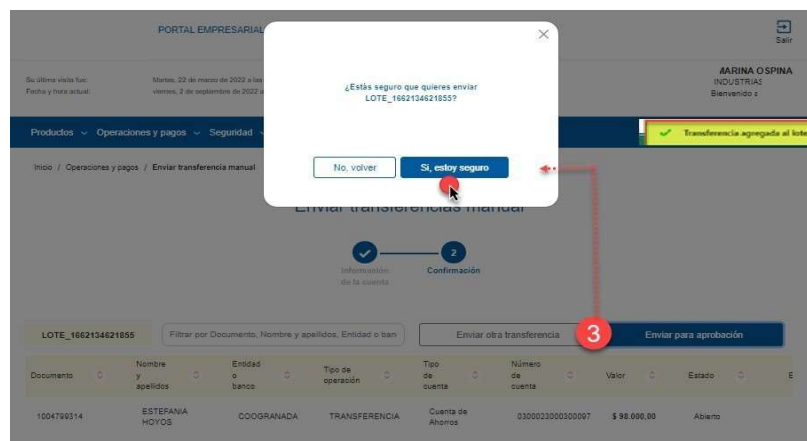 PORTAL EMPRESARIAL
Salir
Su última visita fue:
Martes, 22 de marzo de 2022 a las
Fecha y hora actual:
viernes, 2 de septiembre de 2022 a
MARINA OSPINA
INDUSTRIAS
Bienvenido
¿Estás seguro que quieres enviar
LOTE_1662134621855?
No, volver
Si, estoy seguro
Productos
Operaciones y pagos
Seguridad
Transferencia agregada al lote
Inicio / Operaciones y pagos / Enviar transferencia manual
Enviar transferencias manual
2
Información
de la cuenta
Confirmación
3
LOTE_1662134621855
Filtrar por Documento, Nombre y apellidos, Entidad o ban
Enviar otra transferencia
Enviar para aprobación
Documento
Nombre
y
apellidos
Entidad
o
banco
Tipo de
operación
Tipo
de
cuenta
Número
de
cuenta
Valor
Estado
E
1004799314
ESTEFANIA
HOYOS
COOGRANADA
TRANSFERENCIA
Cuenta de
Ahorros
0300023000300097
$ 98.000,00
Abierto